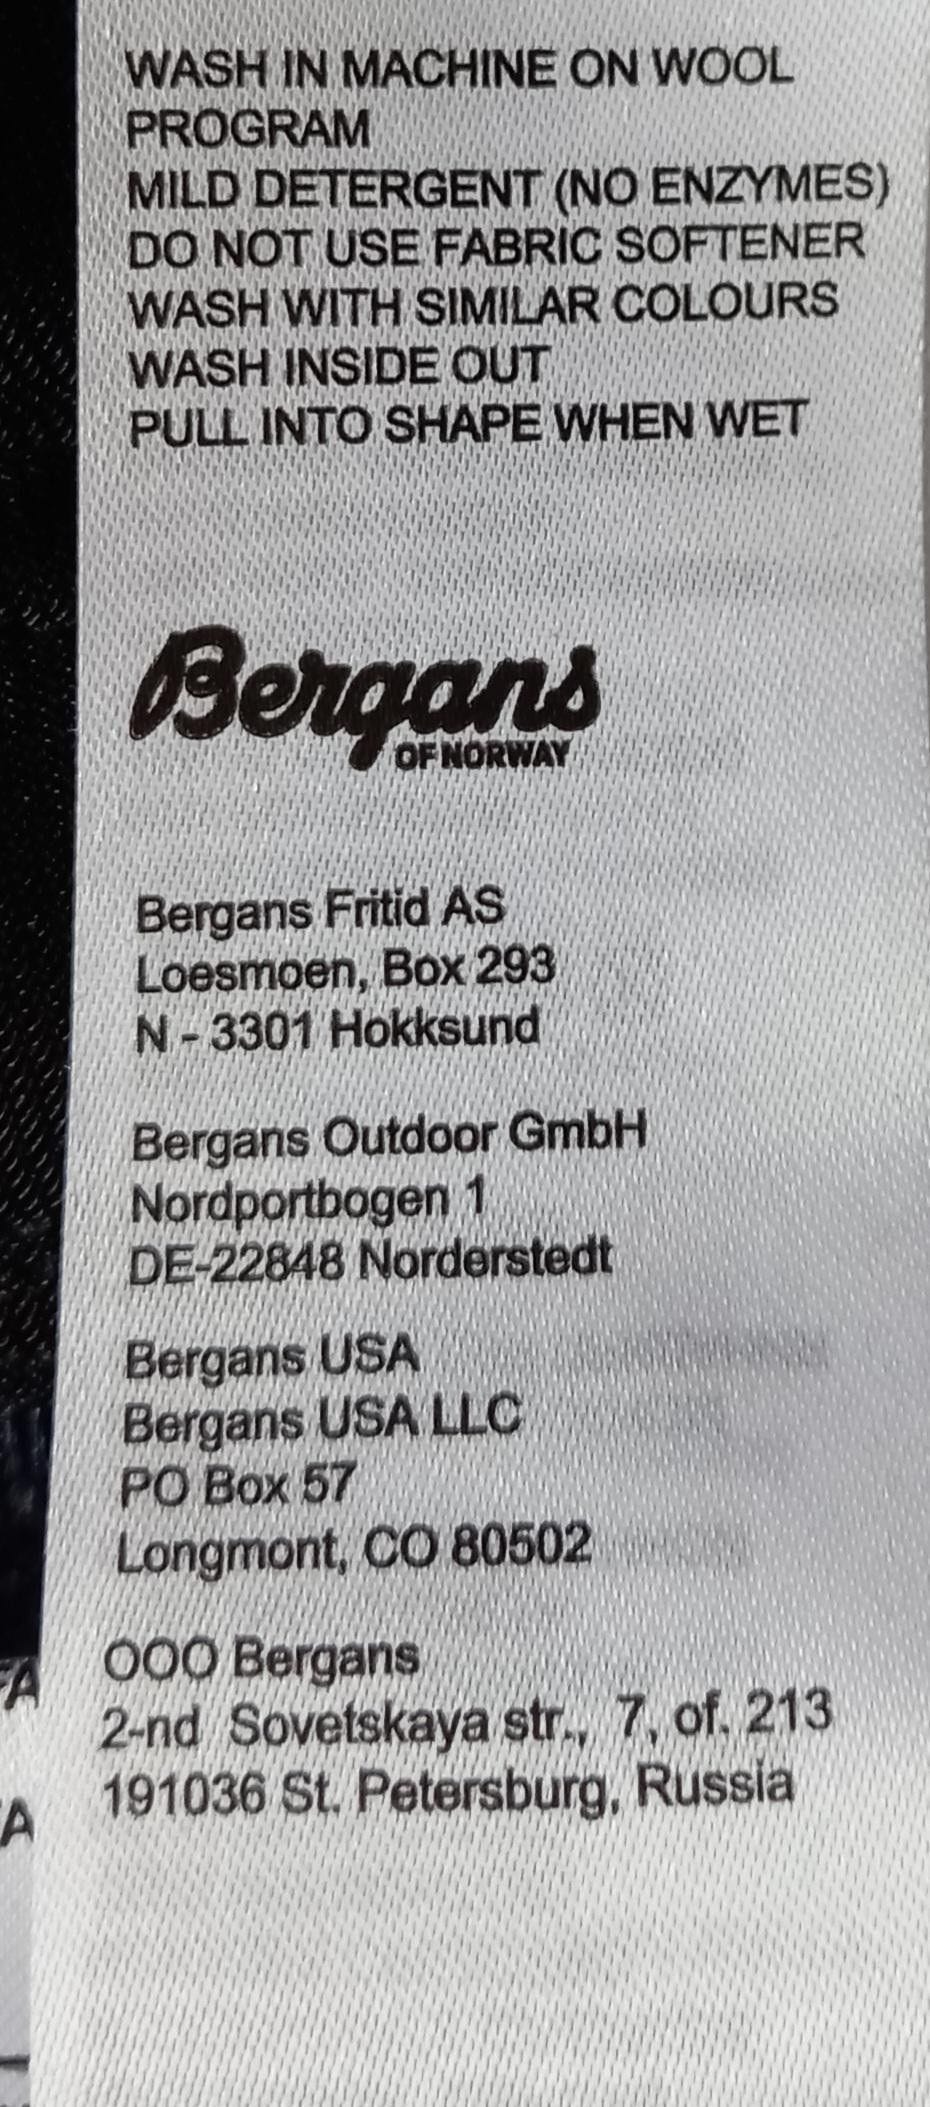 WASH IN MACHINE ON WOOL
PROGRAM
MILD DETERGENT (NO ENZYMES)
DO NOT USE FABRIC SOFTENER
WASH WITH SIMILAR COLOURS
WASH INSIDE OUT
PULL INTO SHAPE WHEN WET
Bergans
OF NORWAY
Bergans Fritid AS
Loesmoen, Box 293
N - 3301 Hokksund
Bergans Outdoor GmbH
Nordportbogen 1
DE-22848 Norderstedt
Bergans USA
Bergans USA LLC
PO Box 57
Longmont, CO 80502
OOO Bergans
2-nd Sovetskaya str., 7, of. 213
191036 St. Petersburg, Russia